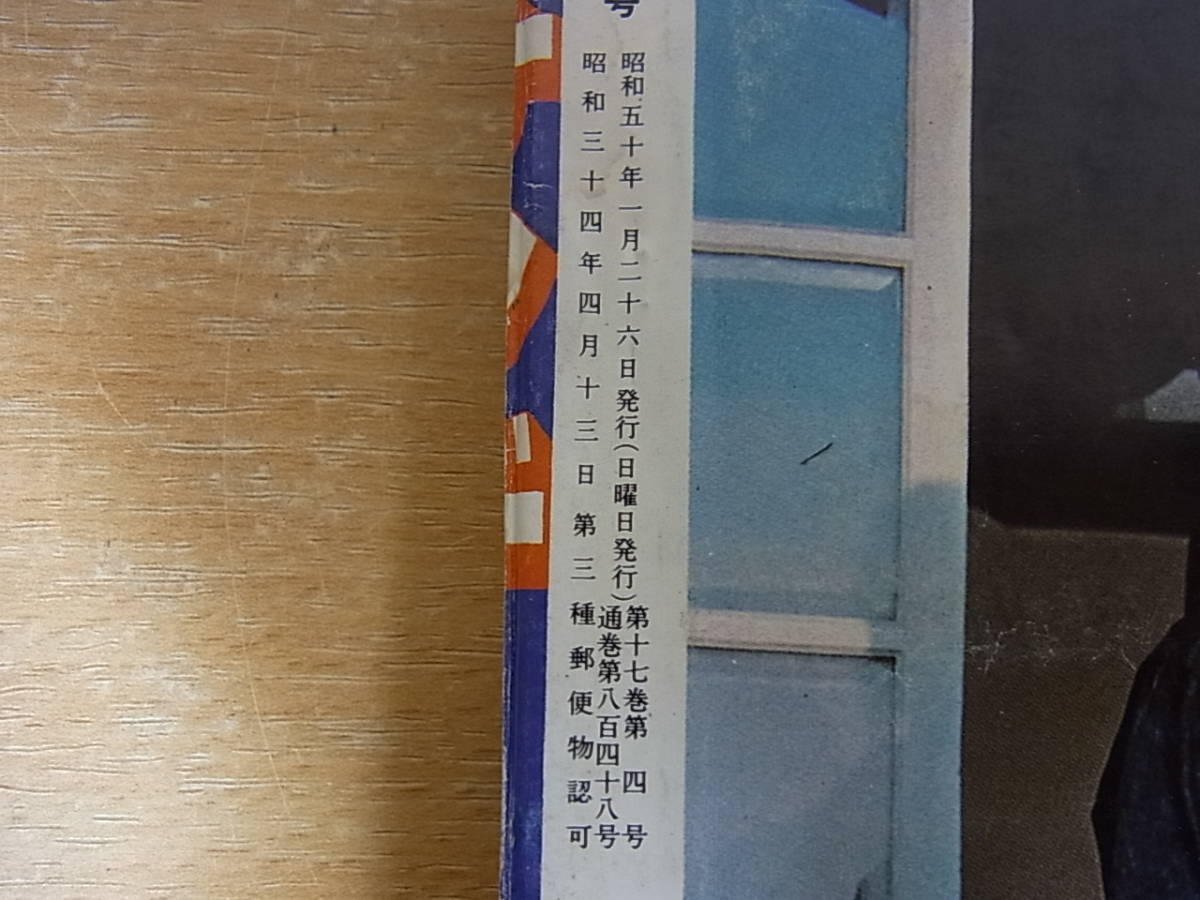 号
昭和五十年一月二十六日発行(日曜日発行)
第十七巻第四号
通巻第八百四十八号
昭和三十四年四月十三日第三種郵便物認可